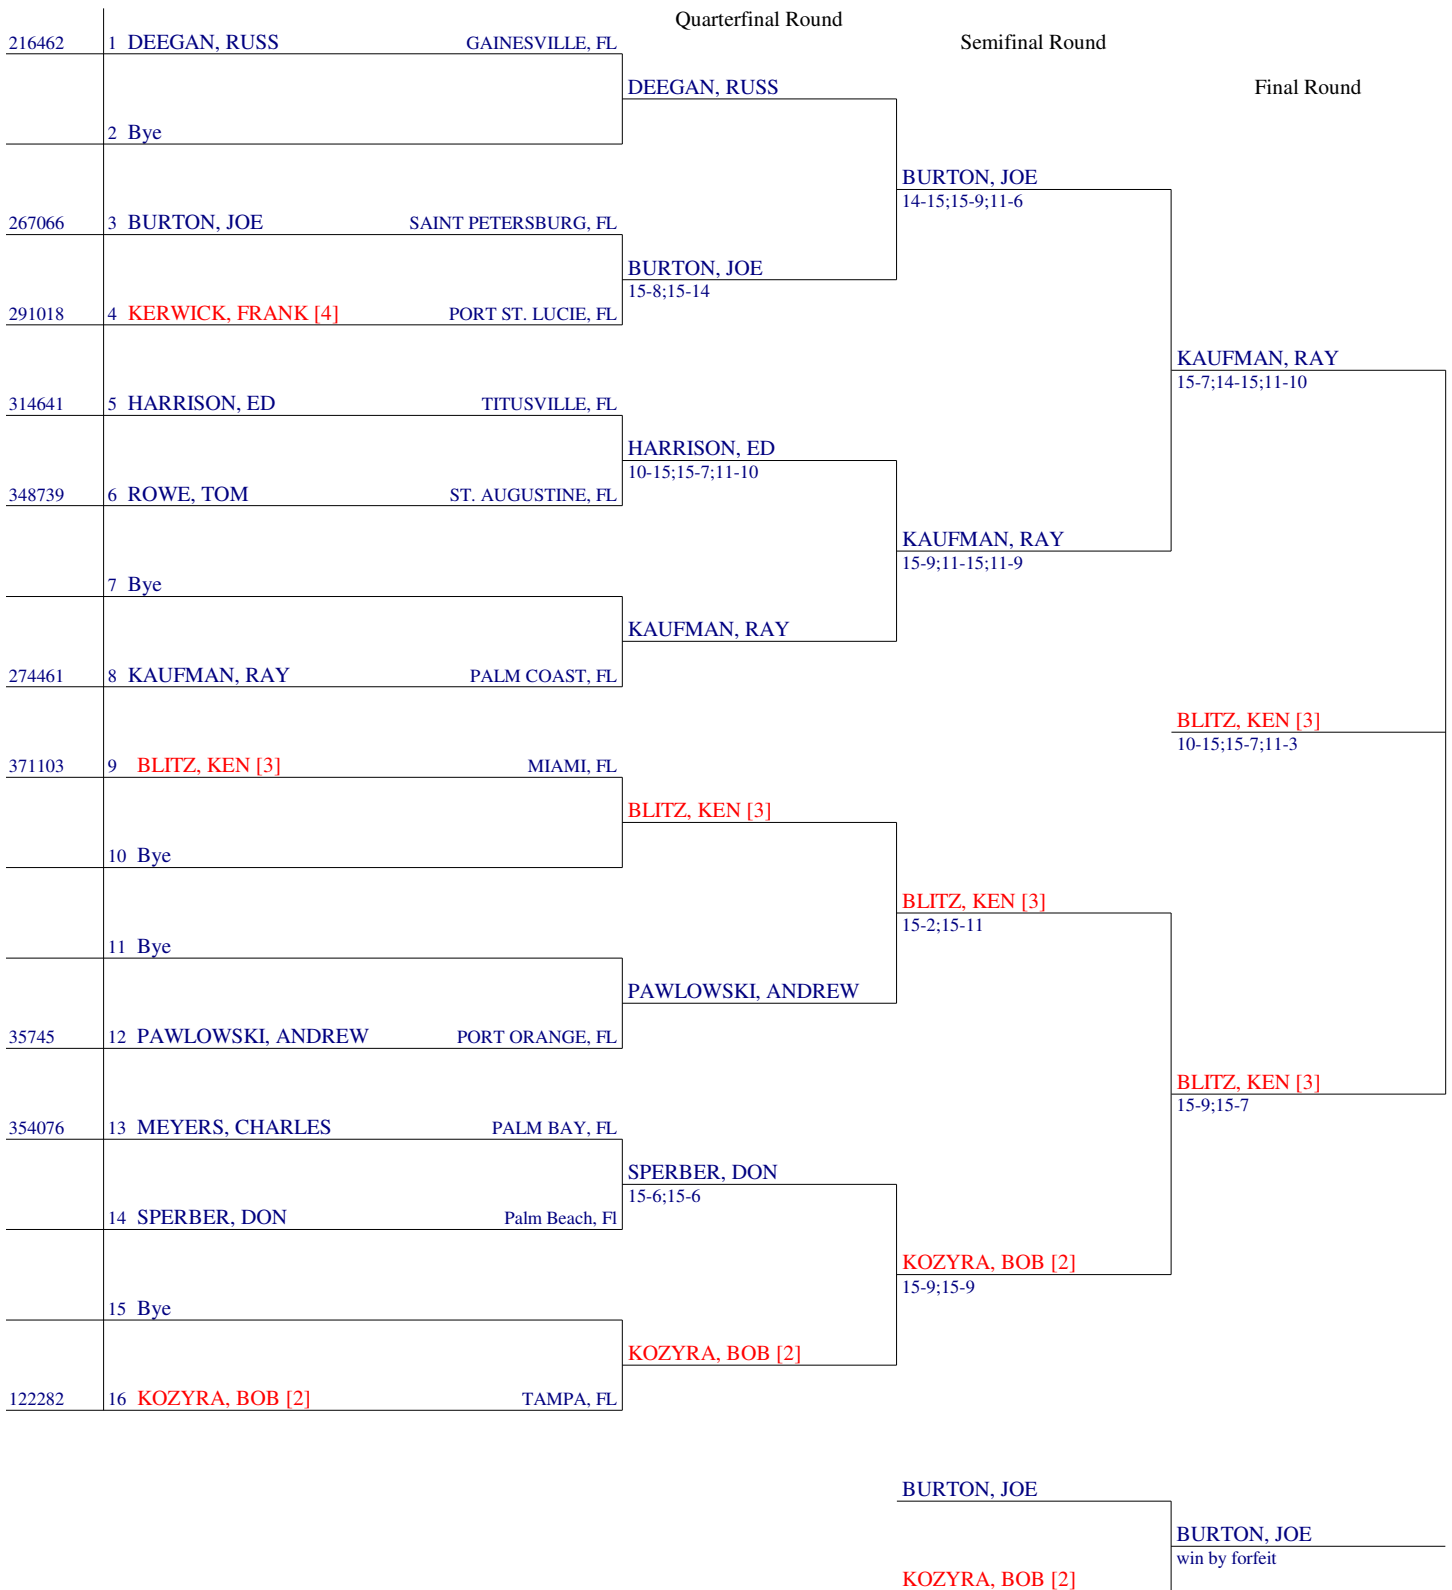 Quarterfinal Round
Semifinal Round
Final Round
216462 1 DEEGAN, RUSS GAINESVILLE, FL
DEEGAN, RUSS
2 Bye
BURTON, JOE
14-15;15-9;11-6
267066 3 BURTON, JOE SAINT PETERSBURG, FL
BURTON, JOE
15-8;15-14
291018 4 KERWICK, FRANK [4] PORT ST. LUCIE, FL
KAUFMAN, RAY
15-7;14-15;11-10
314641 5 HARRISON, ED TITUSVILLE, FL
HARRISON, ED
10-15;15-7;11-10
348739 6 ROWE, TOM ST. AUGUSTINE, FL
KAUFMAN, RAY
15-9;11-15;11-9
7 Bye
KAUFMAN, RAY
274461 8 KAUFMAN, RAY PALM COAST, FL
BLITZ, KEN [3]
10-15;15-7;11-3
371103 9 BLITZ, KEN [3] MIAMI, FL
BLITZ, KEN [3]
10 Bye
BLITZ, KEN [3]
15-2;15-11
11 Bye
PAWLOWSKI, ANDREW
35745 12 PAWLOWSKI, ANDREW PORT ORANGE, FL
BLITZ, KEN [3]
15-9;15-7
354076 13 MEYERS, CHARLES PALM BAY, FL
SPERBER, DON
15-6;15-6
14 SPERBER, DON Palm Beach, Fl
KOZYRA, BOB [2]
15-9;15-9
15 Bye
KOZYRA, BOB [2]
122282 16 KOZYRA, BOB [2] TAMPA, FL
BURTON, JOE
BURTON, JOE
win by forfeit
KOZYRA, BOB [2]